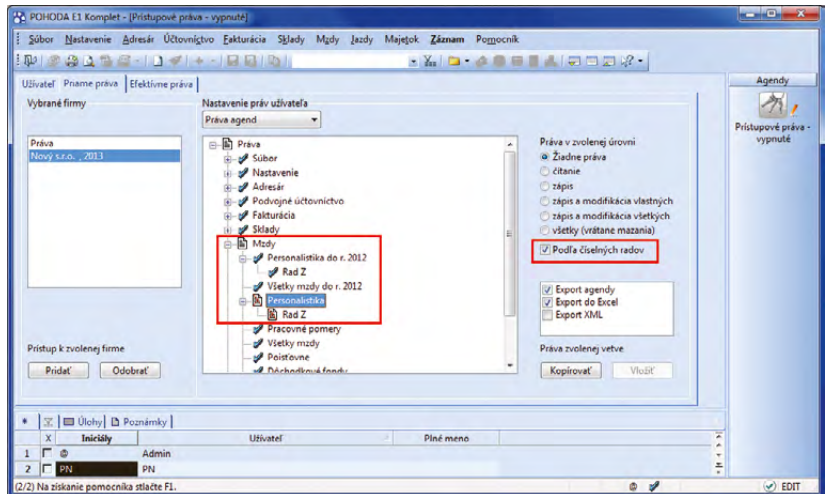 POHODA E1 Komplet - [Prístupové práva - vypnuté]
Súbor Nastavenie Adresár Účtovníctvo Fakturácia Sklady Mzdy Jazdy Majetok Záznam Pomocník
Užívateľ Priame práva Efektívne práva
Agendy
Prístupové práva - vypnuté
Vybrané firmy
Práva
Nový s.r.o. , 2013
Prístup k zvolenej firme
Pridať Odobrať
Nastavenie práv užívateľa
Práva agend
Práva
Súbor
Nastavenie
Adresár
Podvojné účtovníctvo
Fakturácia
Sklady
Mzdy
Personalistika do r. 2012
Rad Z
Všetky mzdy do r. 2012
Personalistika
Rad Z
Pracovné pomery
Všetky mzdy
Poisťovne
Dôchodkové fondy
Práva v zvolenej úrovni
Žiadne práva
čítanie
zápis
zápis a modifikácia vlastných
zápis a modifikácia všetkých
všetky (vrátane mazania)
Podľa číselných radov
Export agendy
Export do Excel
Export XML
Práva zvolenej vetve
Kopírovať Vložiť
* Úlohy Poznámky
X Iniciály Užívateľ Plné meno
1 @ Admin
2 PN PN
(2/2) Na získanie pomocníka stlačte F1. @ EDIT